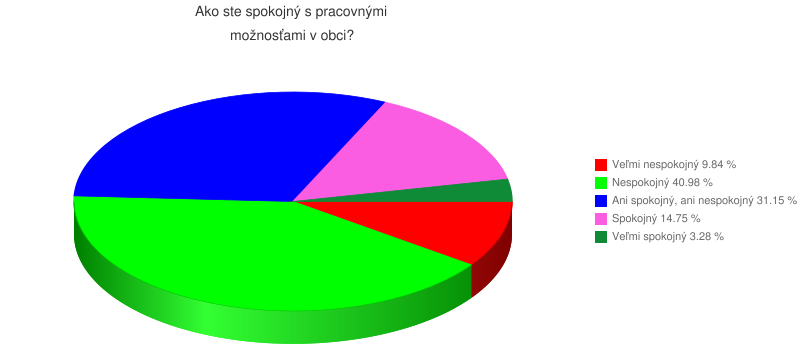 Ako ste spokojný s pracovnými
možnosťami v obci?
Veľmi nespokojný 9.84 %
Nespokojný 40.98 %
Ani spokojný, ani nespokojný 31.15 %
Spokojný 14.75 %
Veľmi spokojný 3.28 %